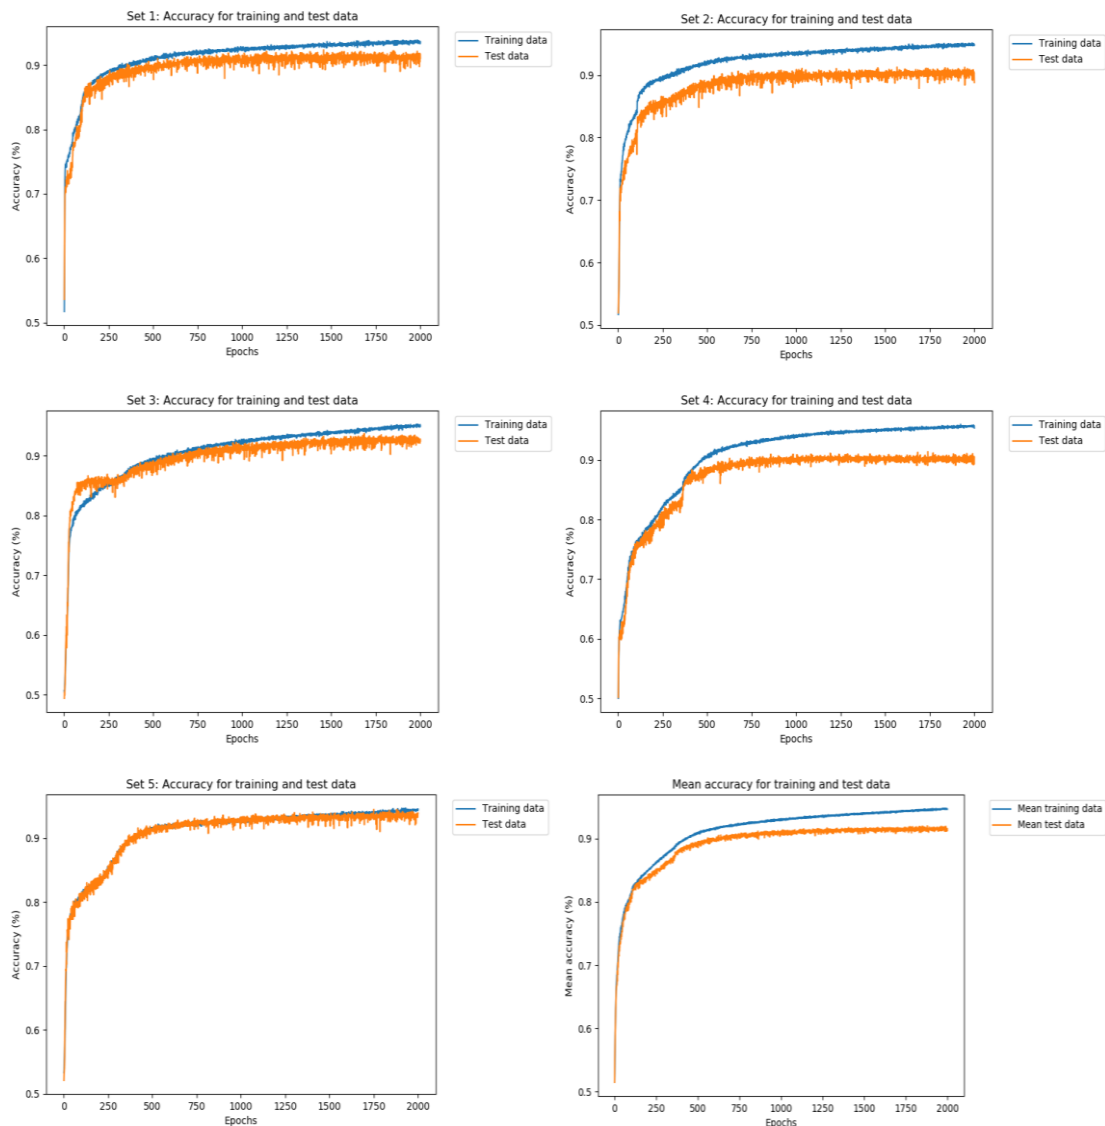 Set 1: Accuracy for training and test data
Training data
Test data
0.9
0.8
0.7
0.6
0.5
Accuracy (%)
0 250 500 750 1000 1250 1500 1750 2000
Epochs
Set 2: Accuracy for training and test data
Training data
Test data
0.9
0.8
0.7
0.6
0.5
Accuracy (%)
0 250 500 750 1000 1250 1500 1750 2000
Epochs
Set 3: Accuracy for training and test data
Training data
Test data
0.9
0.8
0.7
0.6
0.5
Accuracy (%)
0 250 500 750 1000 1250 1500 1750 2000
Epochs
Set 4: Accuracy for training and test data
Training data
Test data
0.9
0.8
0.7
0.6
0.5
Accuracy (%)
0 250 500 750 1000 1250 1500 1750 2000
Epochs
Set 5: Accuracy for training and test data
Training data
Test data
0.9
0.8
0.7
0.6
0.5
Accuracy (%)
0 250 500 750 1000 1250 1500 1750 2000
Epochs
Mean accuracy for training and test data
Mean training data
Mean test data
0.9
0.8
0.7
0.6
0.5
Mean accuracy (%)
0 250 500 750 1000 1250 1500 1750 2000
Epochs